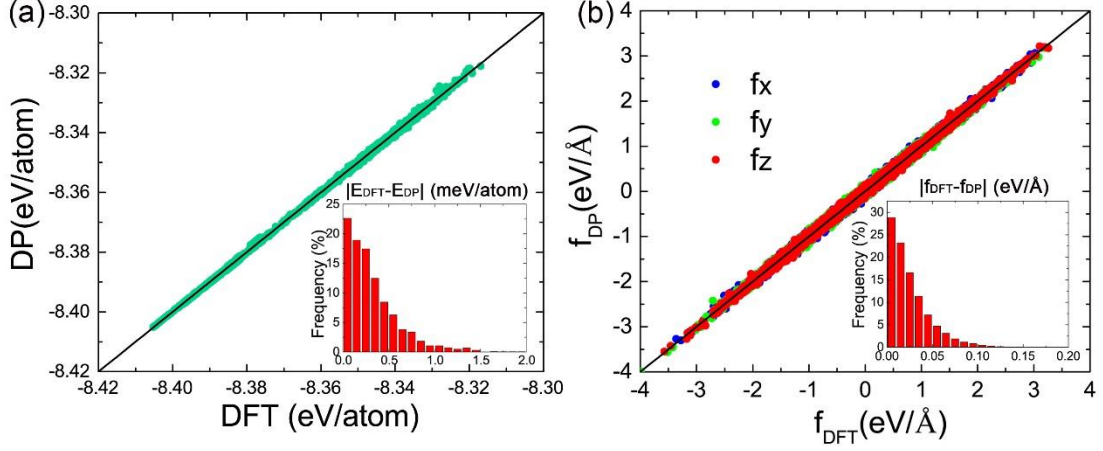 (a)
-8.30
-8.32
-8.34
-8.36
-8.38
-8.40
-8.42
DP(eV/atom)
-8.42 -8.40 -8.38 -8.36 -8.34 -8.32 -8.30
DFT (eV/atom)
|EDFT-EDP| (meV/atom)
25
20
15
10
5
0
Frequency (%)
0.0 0.5 1.0 1.5 2.0
(b)
4
3
2
1
0
-1
-2
-3
-4
fDP(eV/Å)
fx
fy
fz
-4 -3 -2 -1 0 1 2 3 4
fDFT(eV/Å)
|fDFT-fDP| (eV/Å)
30
25
20
15
10
5
0
Frequency (%)
0.00 0.05 0.10 0.15 0.20